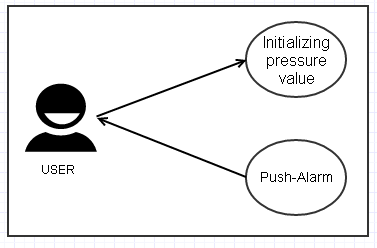 Initializing
pressure
value
USER
Push-Alarm